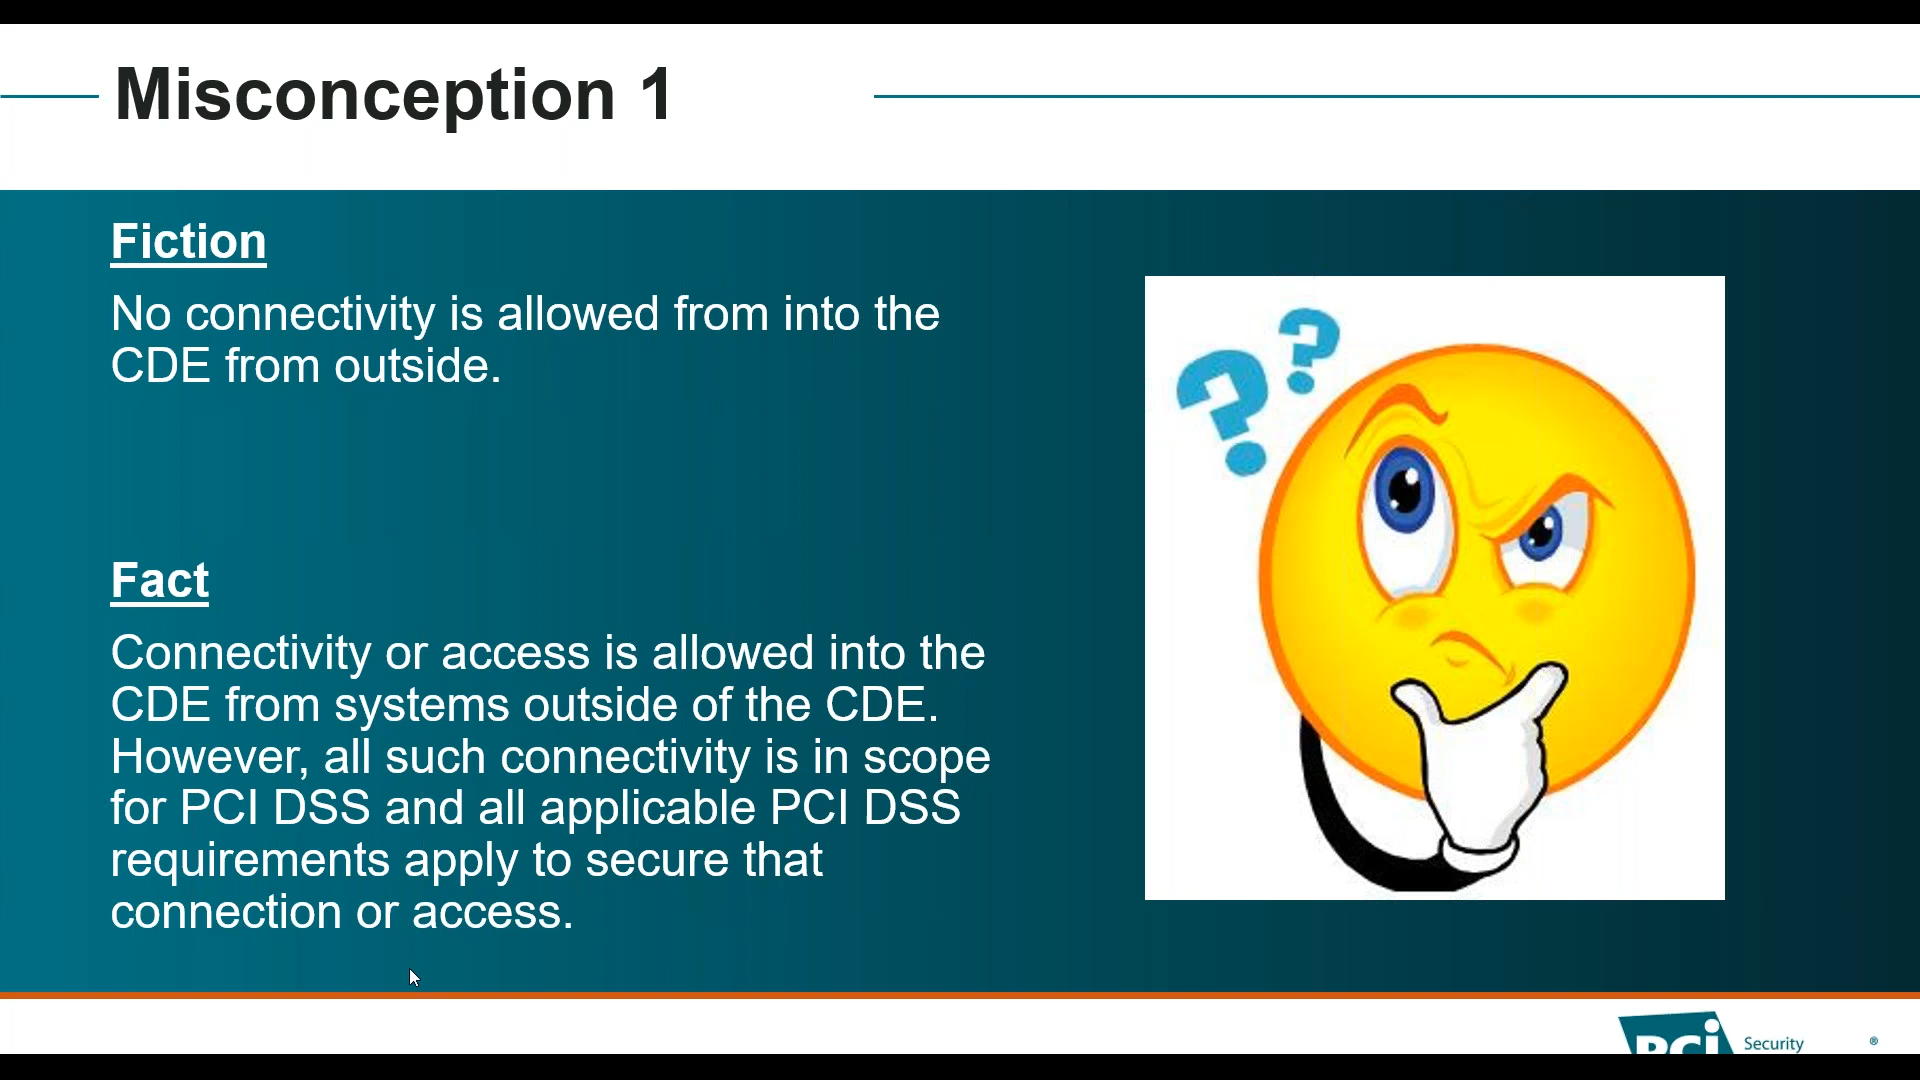 Misconception 1
Fiction
No connectivity is allowed from into the
CDE from outside.
? ?
Fact
Connectivity or access is allowed into the
CDE from systems outside of the CDE.
However, all such connectivity is in scope
for PCI DSS and all applicable PCI DSS
requirements apply to secure that
connection or access.
PCi Security ®